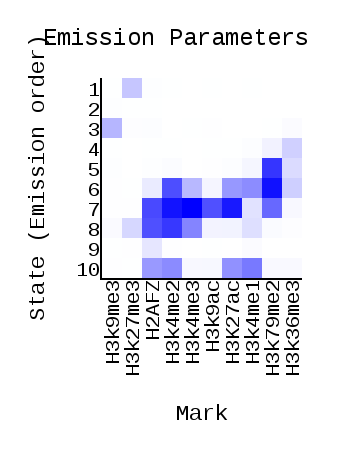 Emission Parameters
State (Emission order)
1
2
3
4
5
6
7
8
9
10
H3k9me3
H3k27me3
H2AFZ
H3k4me2
H3k4me3
H3k9ac
H3K27ac
H3k4me1
H3k79me2
H3k36me3
Mark